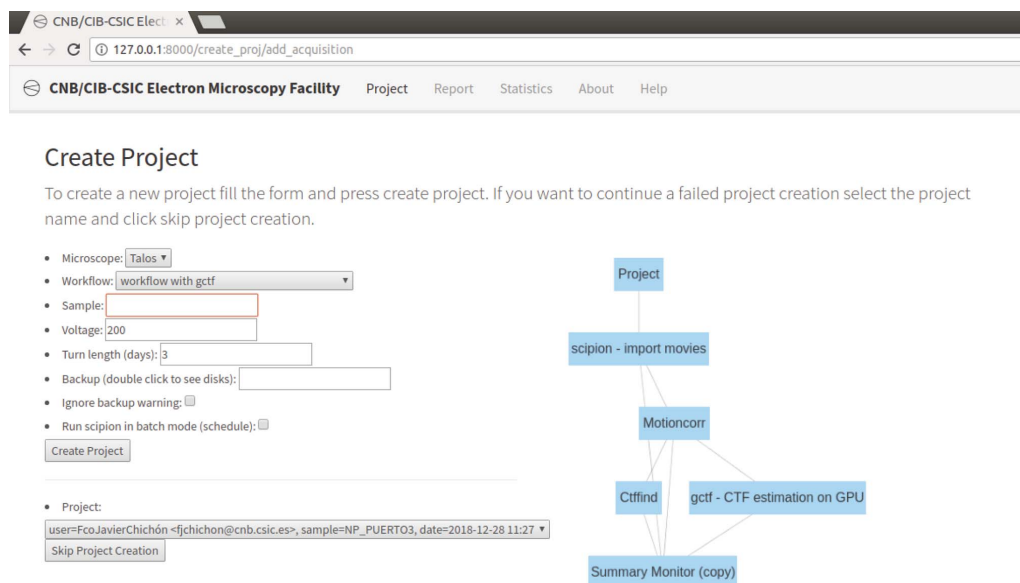 CNB/CIB-CSIC Elect
127.0.0.1:8000/create_proj/add_acquisition
CNB/CIB-CSIC Electron Microscopy Facility Project Report Statistics About Help
Create Project
To create a new project fill the form and press create project. If you want to continue a failed project creation select the project
name and click skip project creation.
Microscope: Talos
Workflow: workflow with gctf
Sample:
Voltage: 200
Turn length (days): 3
Backup (double click to see disks):
Ignore backup warning:
Run scipion in batch mode (schedule):
Create Project
Project:
user=FcoJavierChichón <fjchichon@cnb.csic.es>, sample=NP_PUERTO3, date=2018-12-28 11:27
Skip Project Creation
Project
scipion - import movies
Motioncorr
Ctffind gctf - CTF estimation on GPU
Summary Monitor (copy)